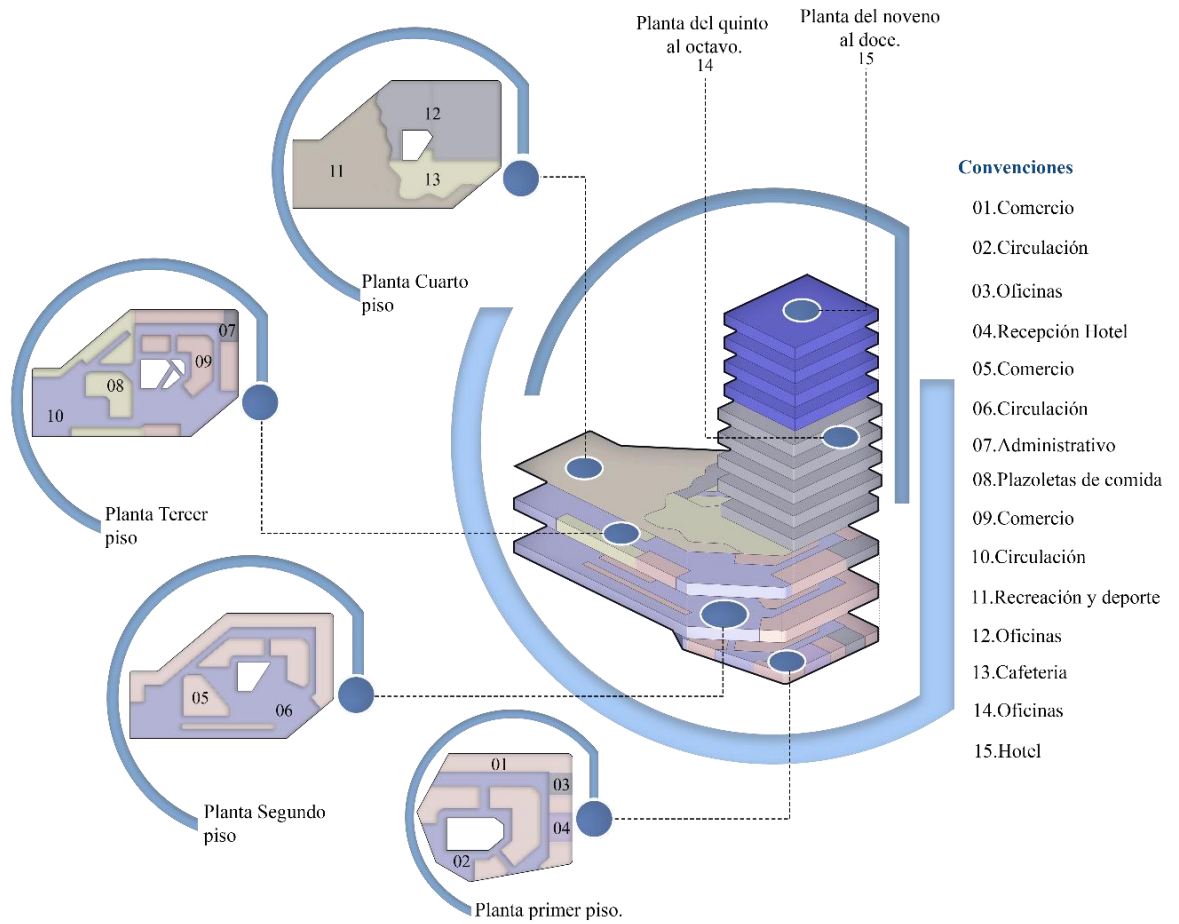 Planta del quinto
al octavo.
14
Planta del noveno
al doce.
15
12
11
13
Planta Cuarto
piso
Convenciones
01.Comercio
02.Circulación
03.Oficinas
04.Recepción Hotel
05.Comercio
06.Circulación
07.Administrativo
08.Plazoletas de comida
09.Comercio
10.Circulación
11.Recreación y deporte
12.Oficinas
13.Cafeteria
14.Oficinas
15.Hotel
07
09
08
10
Planta Tercer
piso
05
06
Planta Segundo
piso
01
03
04
02
Planta primer piso.